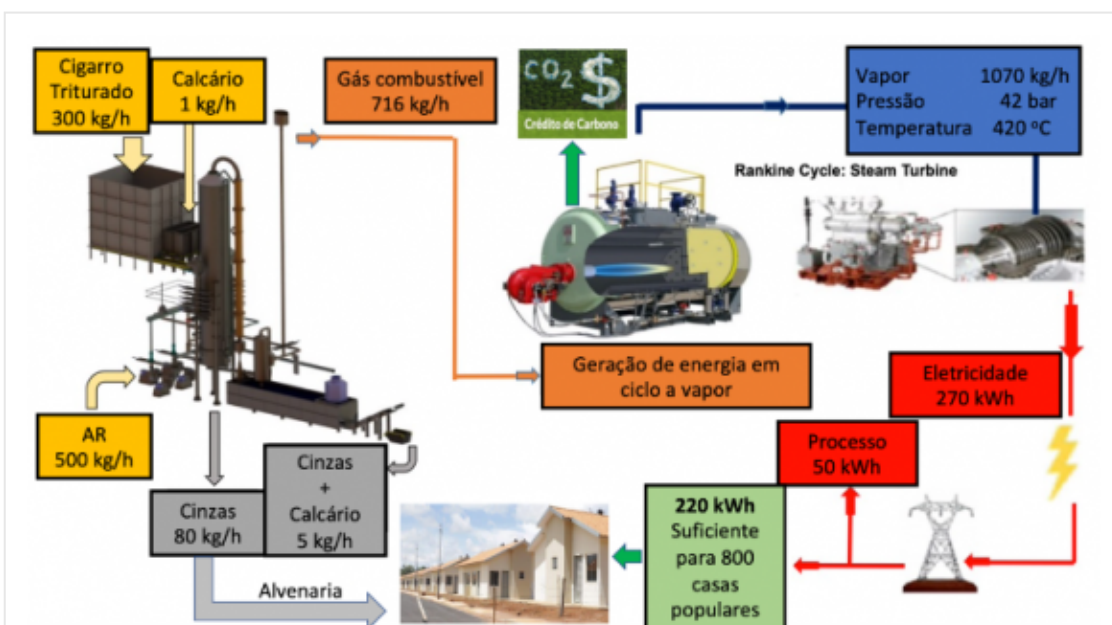 Cigarro
Triturado
300 kg/h
Calcário
1 kg/h
Gás combustível
716 kg/h
CO2 $
Crédito de Carbono
Vapor 1070 kg/h
Pressão 42 bar
Temperatura 420 °C
Rankine Cycle: Steam Turbine
Geração de energia em
ciclo a vapor
Eletricidade
270 kWh
Processo
50 kWh
AR
500 kg/h
Cinzas
80 kg/h
Cinzas
+
Calcário
5 kg/h
Alvenaria
220 kWh
Suficiente
para 800
casas
populares